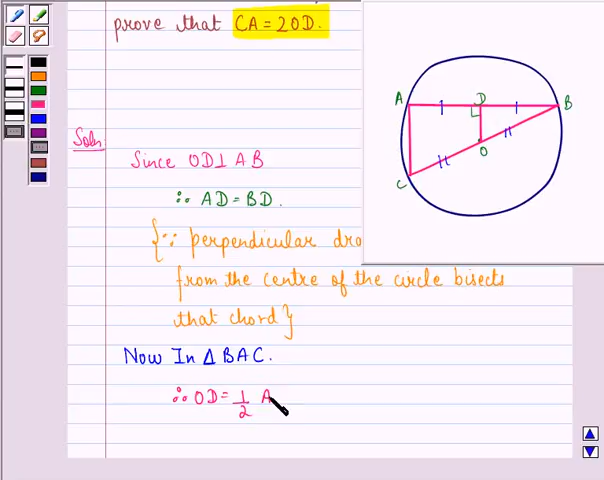 prove that CA = 2OD.
Soln
Since OD⊥AB
∴ AD = BD.
{∵ perpendicular
from the centre of the circle bisects
that chord}
Now In Δ BAC.
∴ OD = 1/2 A
A
D
B
O
C